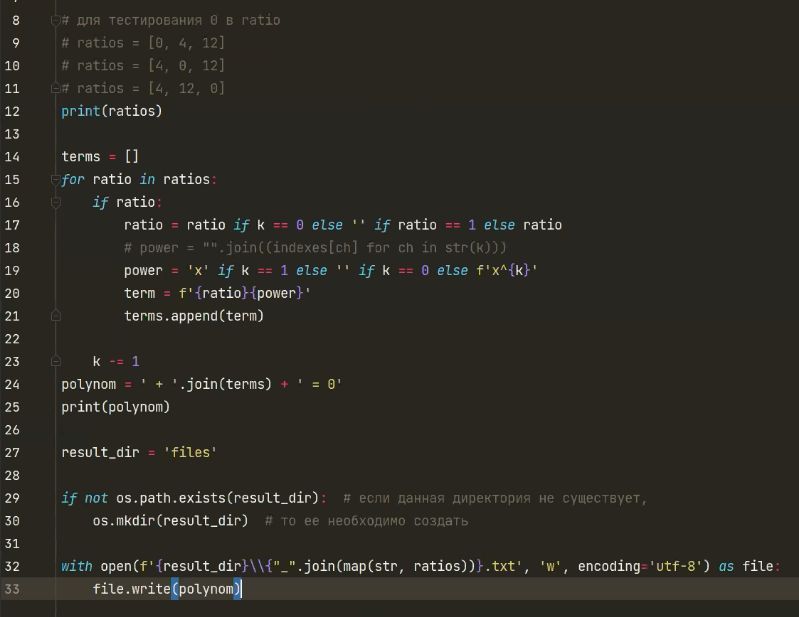 8 # для тестирования 0 в ratio
9 # ratios = [0, 4, 12]
10 # ratios = [4, 0, 12]
11 # ratios = [4, 12, 0]
12 print(ratios)
13
14 terms = []
15 for ratio in ratios:
16     if ratio:
17         ratio = ratio if k == 0 else '' if ratio == 1 else ratio
18         # power = "".join((indexes[ch] for ch in str(k)))
19         power = 'x' if k == 1 else '' if k == 0 else f'x^{k}'
20         term = f'{ratio}{power}'
21         terms.append(term)
22
23     k -= 1
24 polynom = ' + '.join(terms) + ' = 0'
25 print(polynom)
26
27 result_dir = 'files'
28
29 if not os.path.exists(result_dir):  # если данная директория не существует,
30     os.mkdir(result_dir)  # то ее необходимо создать
31
32 with open(f'{result_dir}\\{"_".join(map(str, ratios))}.txt', 'w', encoding='utf-8') as file:
33     file.write(polynom)